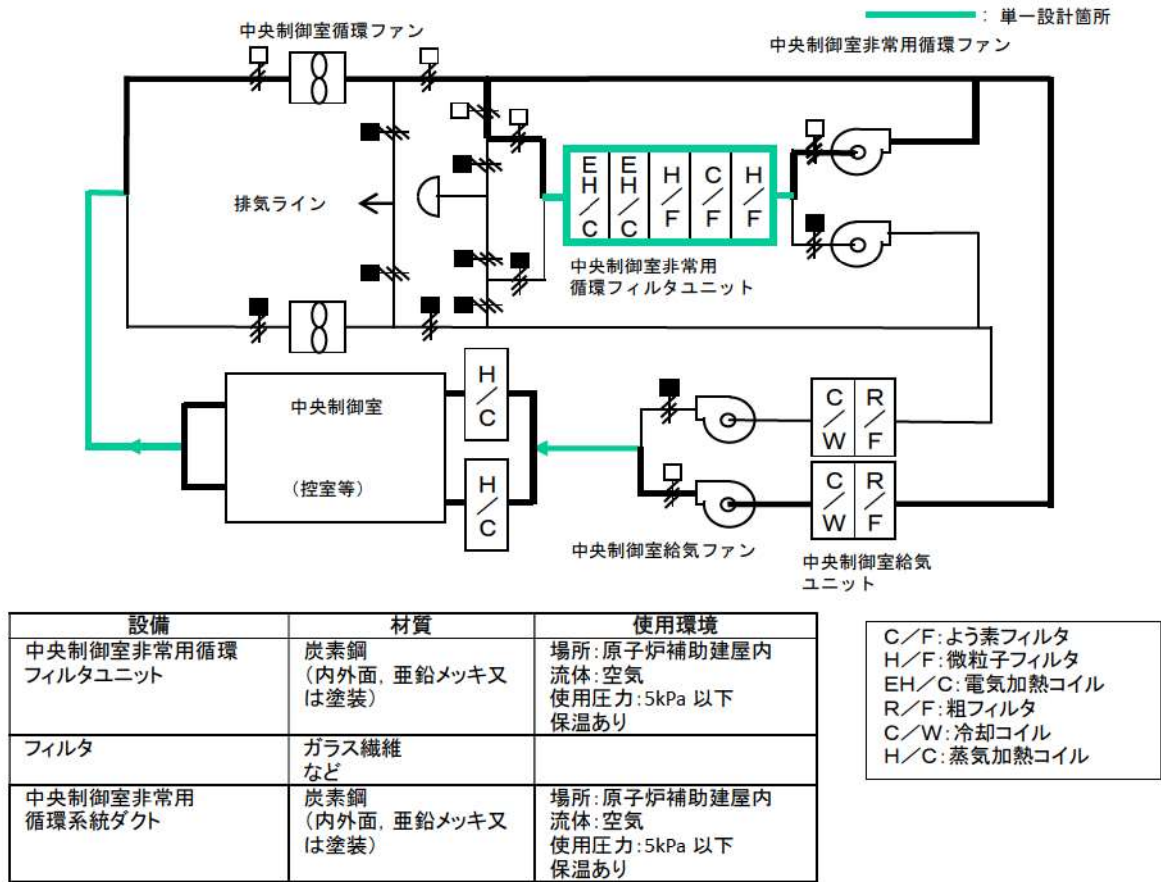 ：単一設計箇所
中央制御室循環ファン
中央制御室非常用循環ファン
EH／C
EH／C
H／F
C／F
H／F
排気ライン
中央制御室非常用
循環フィルタユニット
中央制御室
（控室等）
H／C
H／C
C／W
R／F
C／W
R／F
中央制御室給気ファン
中央制御室給気
ユニット
設備 材質 使用環境
中央制御室非常用循環
フィルタユニット
炭素鋼
（内外面，亜鉛メッキ又
は塗装）
場所：原子炉補助建屋内
流体：空気
使用圧力：5kPa 以下
保温あり
フィルタ
ガラス繊維
など
中央制御室非常用
循環系統ダクト
炭素鋼
（内外面，亜鉛メッキ又
は塗装）
場所：原子炉補助建屋内
流体：空気
使用圧力：5kPa 以下
保温あり
C／F：よう素フィルタ
H／F：微粒子フィルタ
EH／C：電気加熱コイル
R／F：粗フィルタ
C／W：冷却コイル
H／C：蒸気加熱コイル